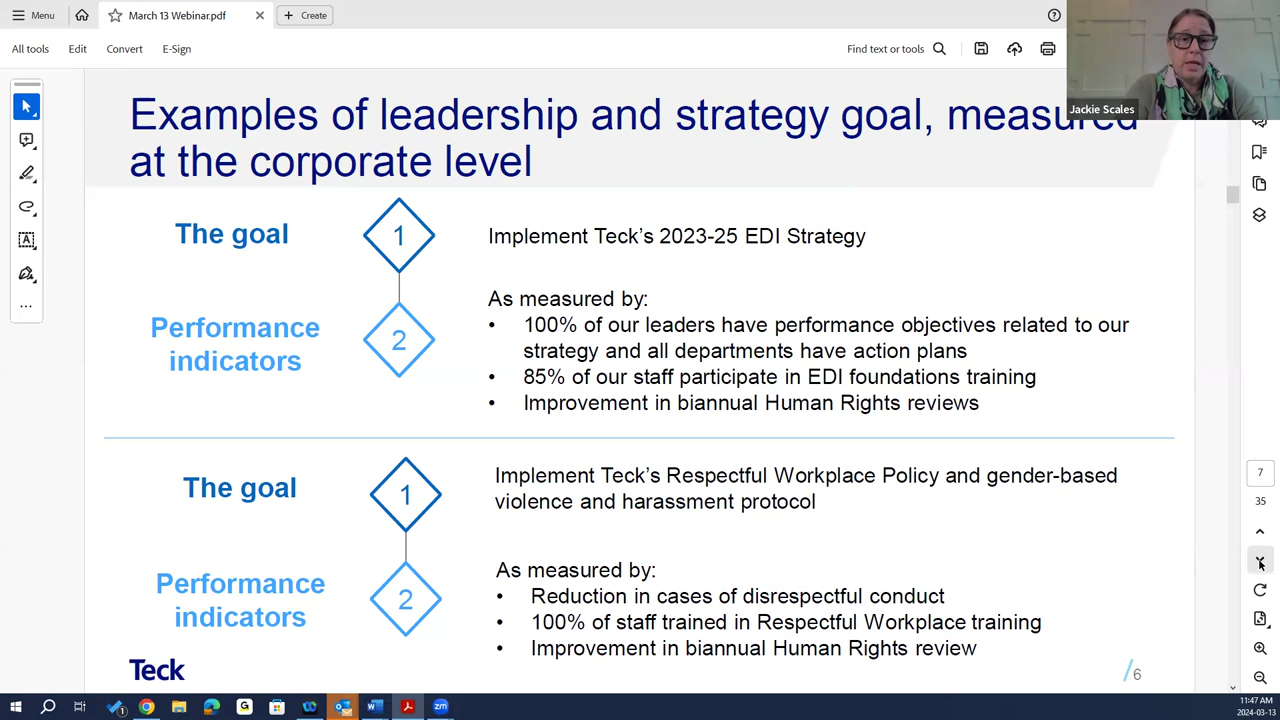 Menu
March 13 Webinar.pdf
Create
All tools
Edit
Convert
E-Sign
Find text or tools
Jackie Scales
Examples of leadership and strategy goal, measured
at the corporate level
The goal
1
Implement Teck's 2023-25 EDI Strategy
Performance
indicators
2
As measured by:
• 100% of our leaders have performance objectives related to our
strategy and all departments have action plans
• 85% of our staff participate in EDI foundations training
• Improvement in biannual Human Rights reviews
The goal
1
Implement Teck's Respectful Workplace Policy and gender-based
violence and harassment protocol
Performance
indicators
2
As measured by:
• Reduction in cases of disrespectful conduct
• 100% of staff trained in Respectful Workplace training
• Improvement in biannual Human Rights review
Teck
/6
7
35
11:47 AM
2024-03-13